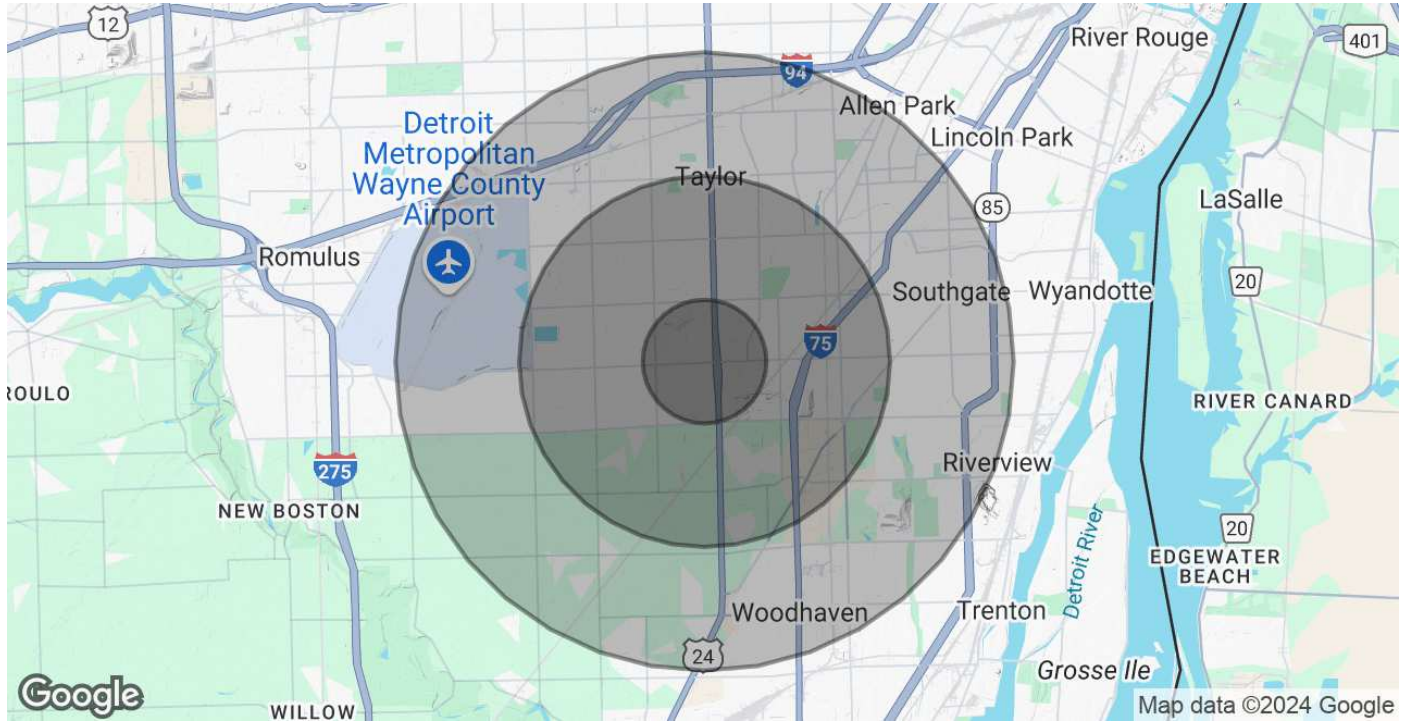 12
401
River Rouge
94
Allen Park
Lincoln Park
Detroit
Metropolitan
Wayne County
Airport
Taylor
85
LaSalle
Romulus
20
Southgate
Wyandotte
75
ROULO
RIVER CANARD
275
Riverview
NEW BOSTON
20
EDGEWATER
BEACH
Detroit River
Woodhaven
Trenton
24
Grosse Ile
Google
WILLOW
Map data ©2024 Google